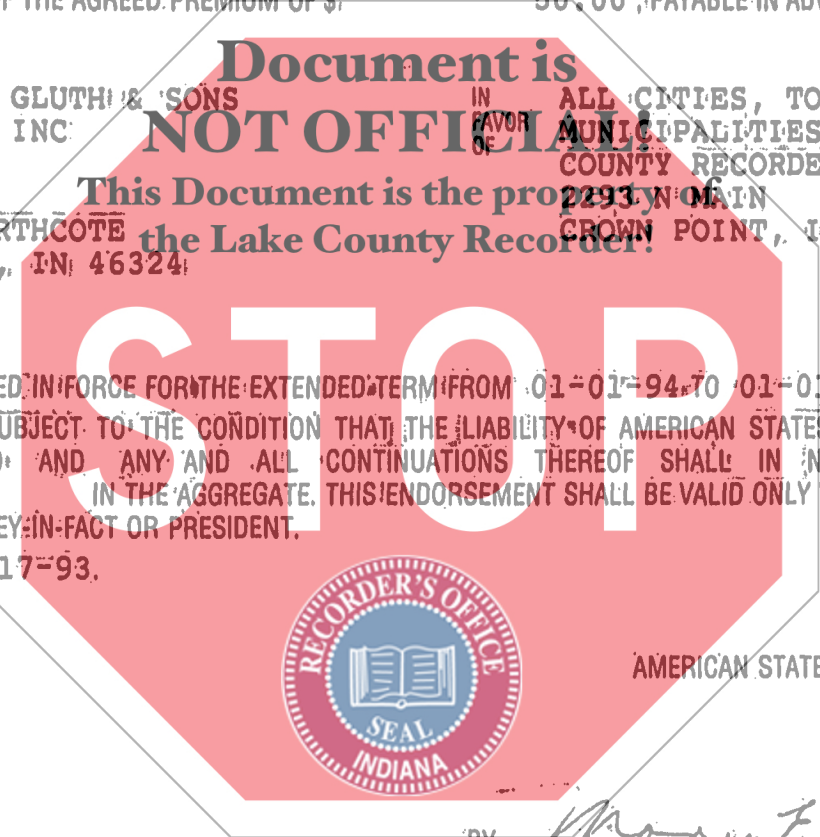 F THE AGREED PREMIUM OF $ 50.00, PAYABLE IN ADV
Document is
GLUTH & SONS IN ALL CITIES, TO
INC FAVOR MUNICIPALITIES
NOT OFFICIAL!
OF
COUNTY RECORDE
This Document is the property of
2293 N MAIN
RTHCOTE CROWN POINT, I
the Lake County Recorder!
, IN 46324
STOP
ED IN FORCE FOR THE EXTENDED TERM FROM 01-01-94 TO 01-01
UBJECT TO THE CONDITION THAT THE LIABILITY OF AMERICAN STATES
AND ANY AND ALL CONTINUATIONS THEREOF SHALL IN N
IN THE AGGREGATE. THIS ENDORSEMENT SHALL BE VALID ONLY
EY-IN-FACT OR PRESIDENT.
17-93.
RECORDER'S OFFICE
SEAL
INDIANA
AMERICAN STATE
BY